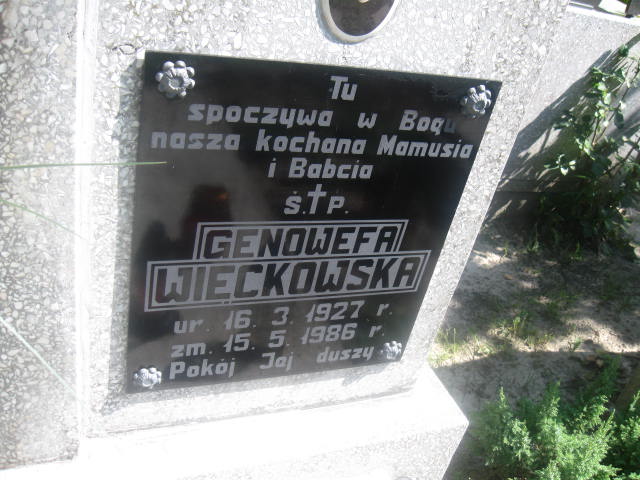 Tu
spoczywa w Bogu
nasza kochana Mamusia
i Babcia
Ś.†P.
GENOWEFA
WIĘCKOWSKA
ur. 16. 3. 1927 r.
zm. 15. 5. 1986 r.
Pokój Jej duszy